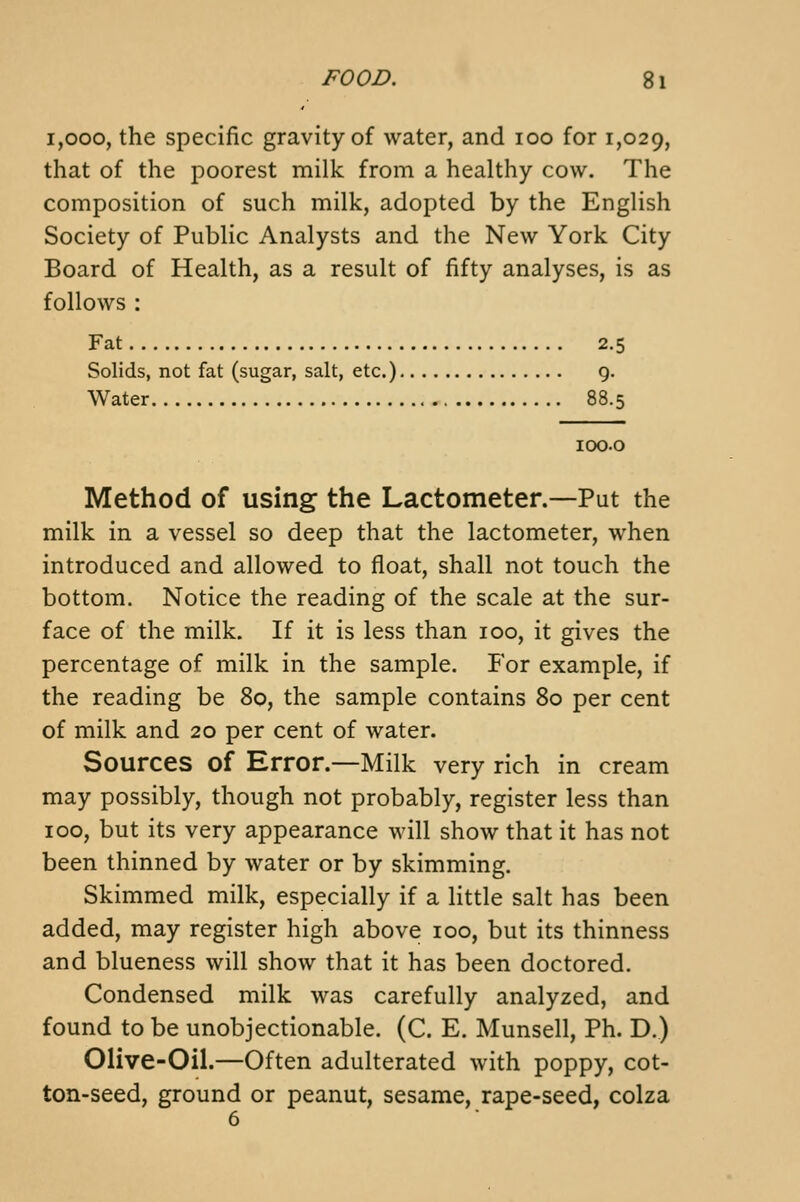 FOOD. 81
1,000, the specific gravity of water, and 100 for 1,029,
that of the poorest milk from a healthy cow. The
composition of such milk, adopted by the English
Society of Public Analysts and the New York City
Board of Health, as a result of fifty analyses, is as
follows :
Fat.......................................... 2.5
Solids, not fat (sugar, salt, etc.)................ 9.
Water........................................ 88.5
100.0
Method of using the Lactometer.—Put the
milk in a vessel so deep that the lactometer, when
introduced and allowed to float, shall not touch the
bottom. Notice the reading of the scale at the sur-
face of the milk. If it is less than 100, it gives the
percentage of milk in the sample. For example, if
the reading be 80, the sample contains 80 per cent
of milk and 20 per cent of water.
Sources of Error.—Milk very rich in cream
may possibly, though not probably, register less than
100, but its very appearance will show that it has not
been thinned by water or by skimming.
Skimmed milk, especially if a little salt has been
added, may register high above 100, but its thinness
and blueness will show that it has been doctored.
Condensed milk was carefully analyzed, and
found to be unobjectionable. (C. E. Munsell, Ph. D.)
Olive-Oil.—Often adulterated with poppy, cot-
ton-seed, ground or peanut, sesame, rape-seed, colza
6